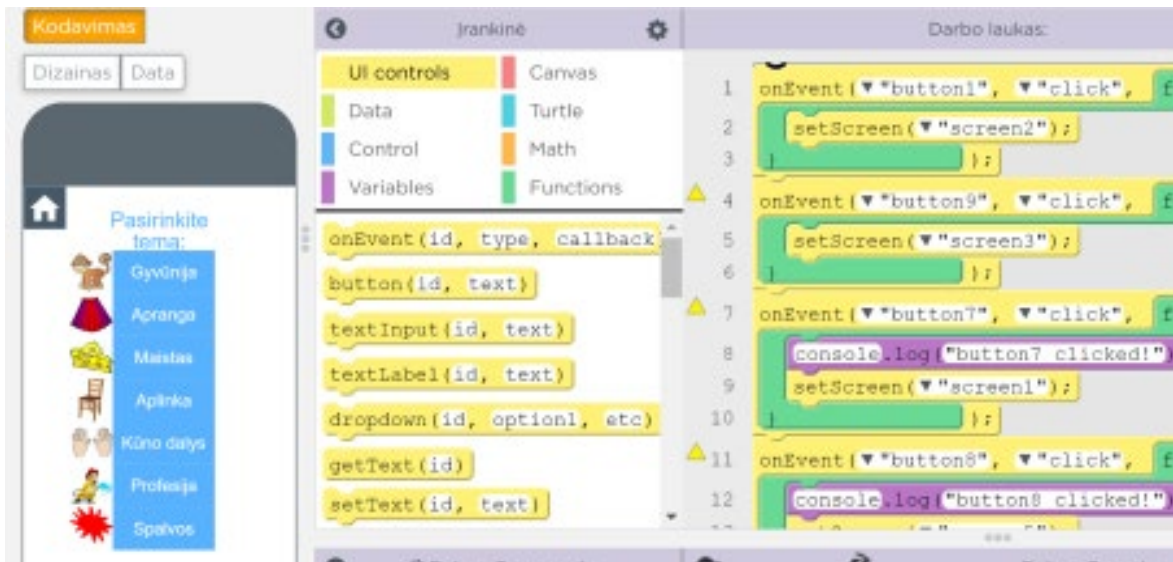 Kodavimas
Dizainas Data
Pasirinkite
temą:
Gyvūnija
Apranga
Maistas
Aplinka
Kūno dalys
Profesija
Spalvos
Įrankinė
UI controls Canvas
Data Turtle
Control Math
Variables Functions
onEvent(id, type, callback)
button(id, text)
textInput(id, text)
textLabel(id, text)
dropdown(id, option1, etc)
getText(id)
setText(id, text)
Darbo laukas:
1 onEvent(▼"button1", ▼"click", f
2 setScreen(▼"screen2");
3 } );
4 onEvent(▼"button9", ▼"click", f
5 setScreen(▼"screen3");
6 } );
7 onEvent(▼"button7", ▼"click", f
8 console.log("button7 clicked!")
9 setScreen(▼"screen1");
10 } );
11 onEvent(▼"button8", ▼"click", f
12 console.log("button8 clicked!")